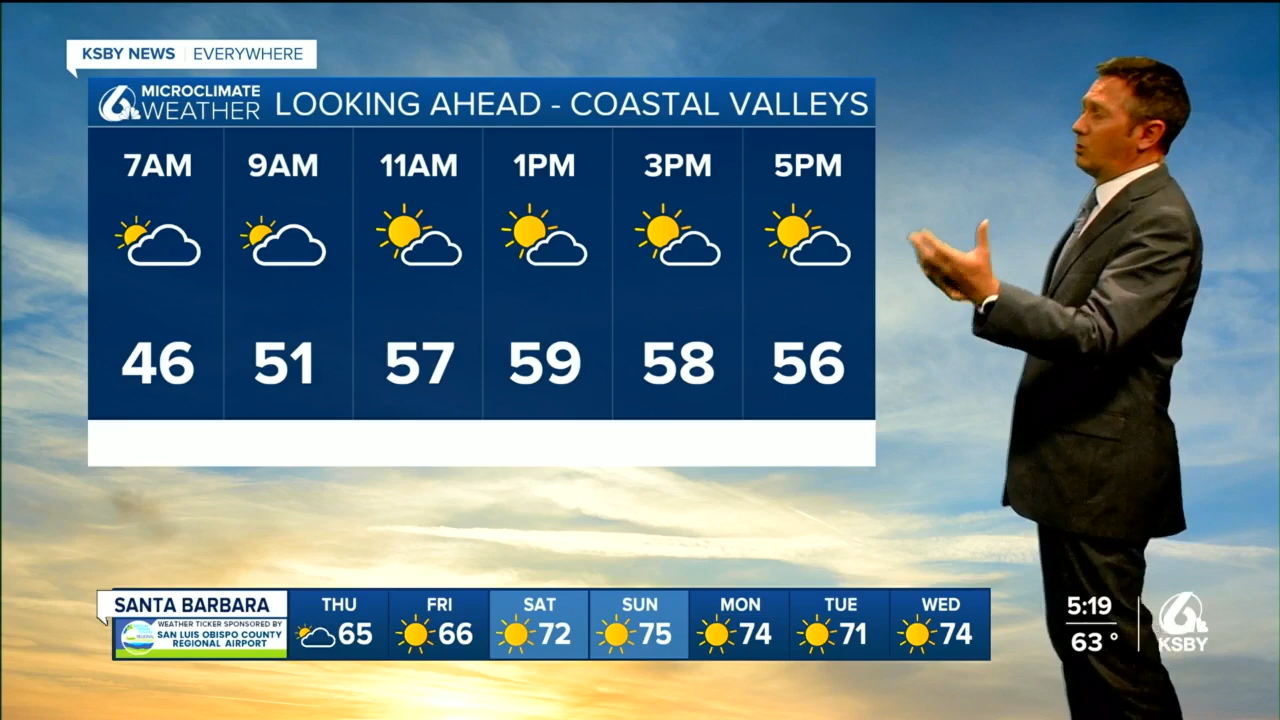 KSBY NEWS EVERYWHERE
MICROCLIMATE
WEATHER
LOOKING AHEAD - COASTAL VALLEYS
7AM 9AM 11AM 1PM 3PM 5PM
46 51 57 59 58 56
SANTA BARBARA
WEATHER TICKER SPONSORED BY
SAN LUIS OBISPO COUNTY
REGIONAL AIRPORT
THU FRI SAT SUN MON TUE WED
65 66 72 75 74 71 74
5:19
63 °
6
KSBY